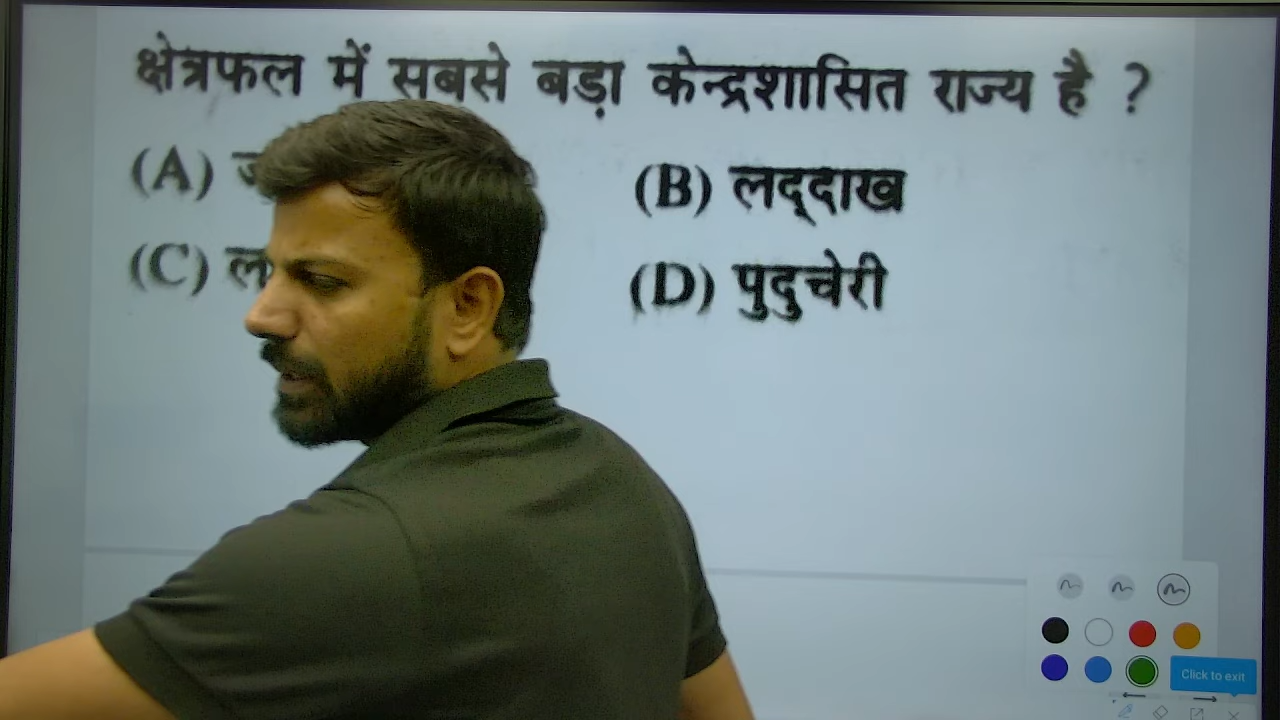 क्षेत्रफल में सबसे बड़ा केन्द्रशासित राज्य है ?
(A) (B) लद्‌दाख
(C) (D) पुदुचेरी
Click to exit